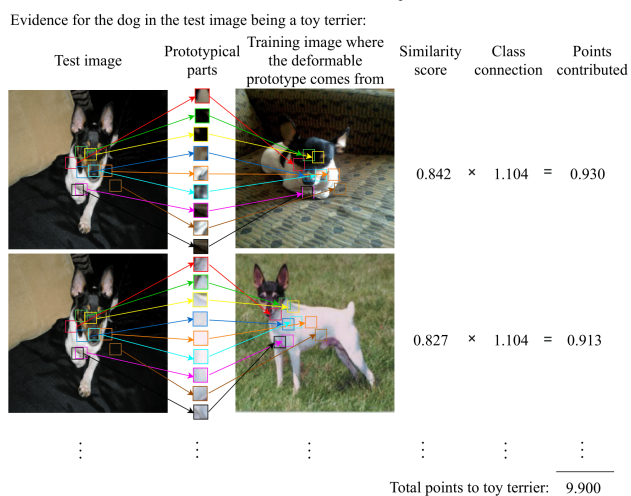 Evidence for the dog in the test image being a toy terrier:
Test image
Prototypical
parts
Training image where
the deformable
prototype comes from
Similarity
score
Class
connection
Points
contributed
0.842 × 1.104 = 0.930
0.827 × 1.104 = 0.913
⋮ ⋮ ⋮ ⋮ ⋮ ⋮
Total points to toy terrier: 9.900